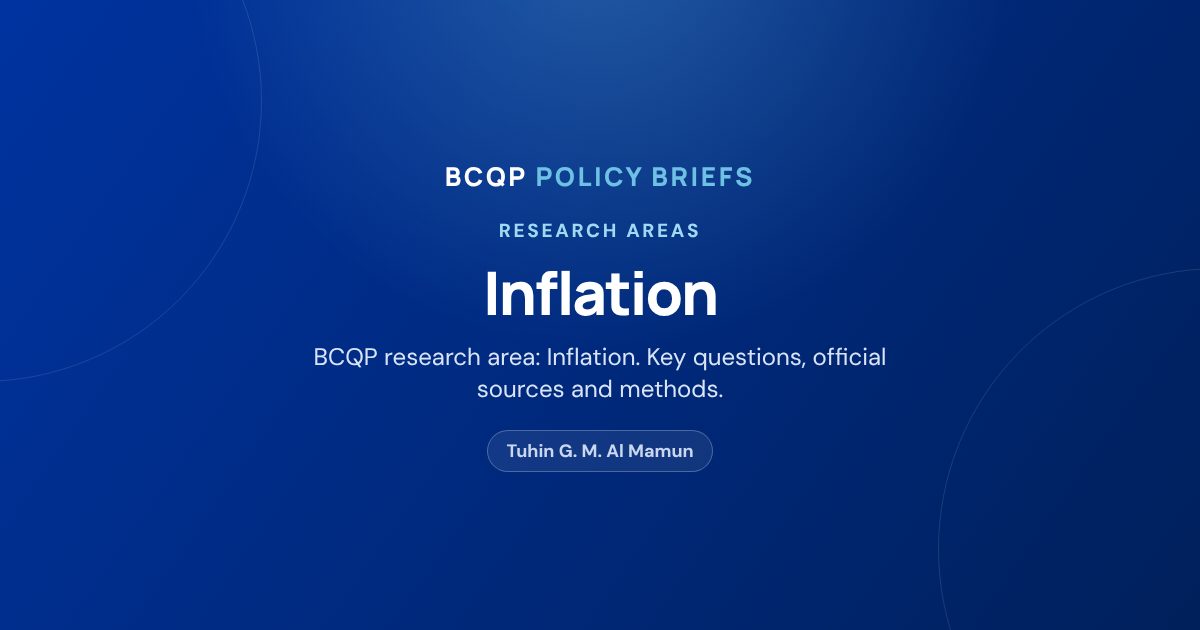 BCQP POLICY BRIEFS
RESEARCH AREAS
Inflation
BCQP research area: Inflation. Key questions, official
sources and methods.
Tuhin G. M. Al Mamun